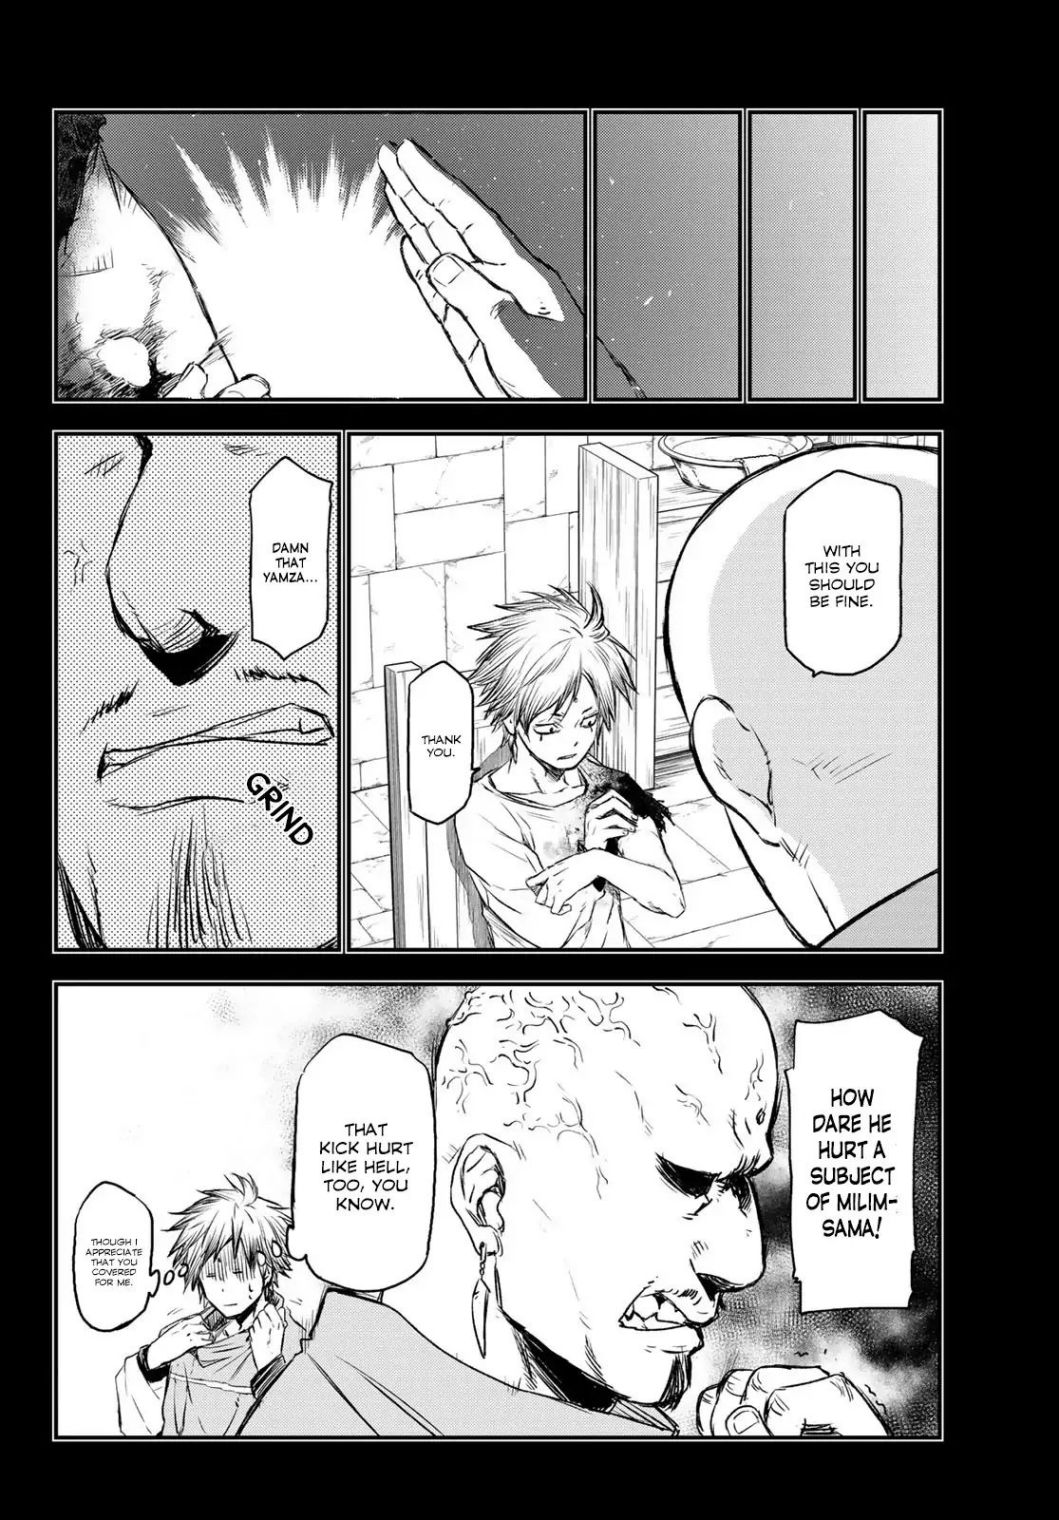 WITH
THIS YOU
SHOULD
BE FINE.
THANK
YOU.
DAMN
THAT
YAMZA...
GRIND
HOW
DARE HE
HURT A
SUBJECT
OF MILIM-
SAMA!
THAT
KICK HURT
LIKE HELL,
TOO, YOU
KNOW.
THOUGH I
APPRECIATE
THAT YOU
COVERED
FOR ME.